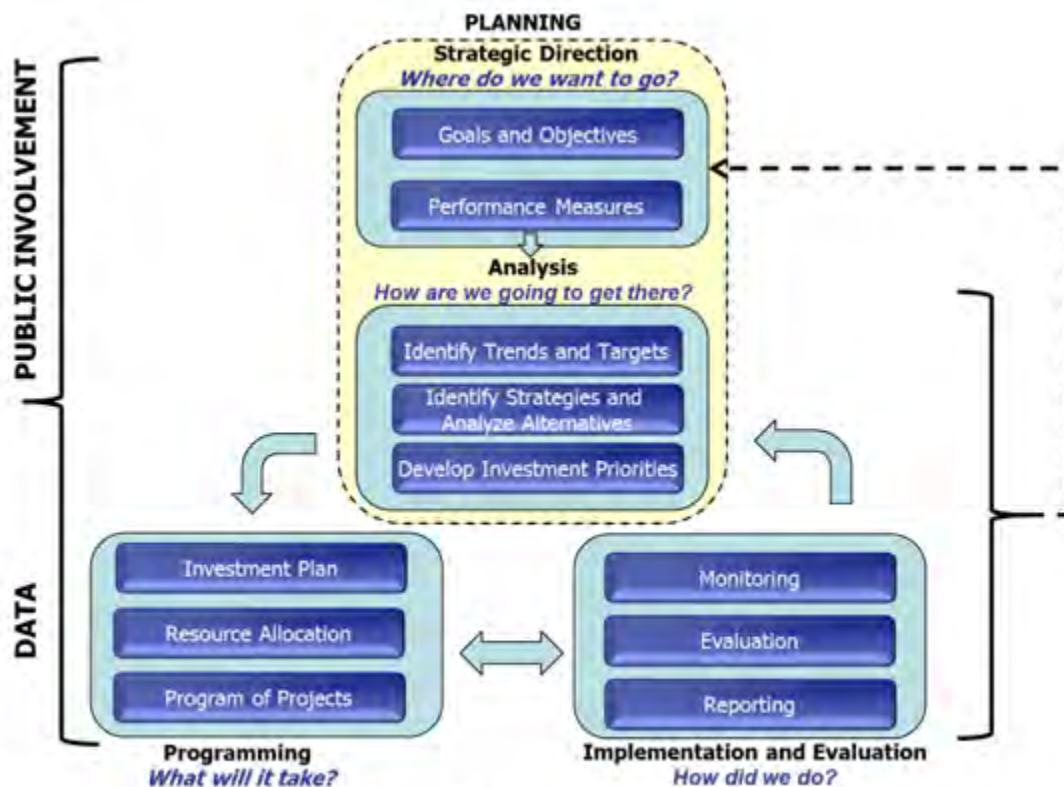 PLANNING
Strategic Direction
Where do we want to go?
Goals and Objectives
Performance Measures
Analysis
How are we going to get there?
Identify Trends and Targets
Identify Strategies and
Analyze Alternatives
Develop Investment Priorities
PUBLIC INVOLVEMENT
DATA
Investment Plan
Resource Allocation
Program of Projects
Programming
What will it take?
Monitoring
Evaluation
Reporting
Implementation and Evaluation
How did we do?